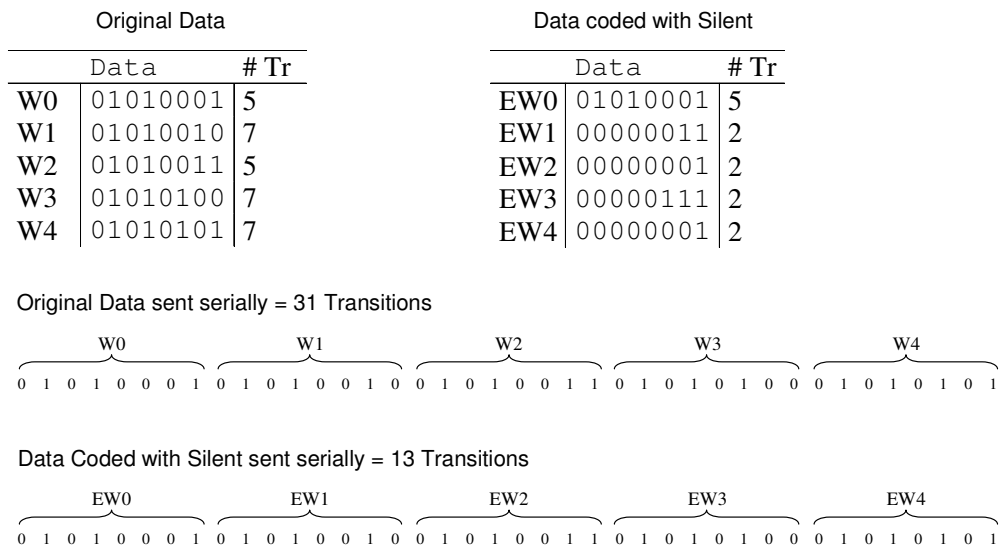 Original Data
Data # Tr
W0 01010001 5
W1 01010010 7
W2 01010011 5
W3 01010100 7
W4 01010101 7
Data coded with Silent
Data # Tr
EW0 01010001 5
EW1 00000011 2
EW2 00000001 2
EW3 00000111 2
EW4 00000001 2
Original Data sent serially = 31 Transitions
W0 W1 W2 W3 W4
0 1 0 1 0 0 0 1 0 1 0 1 0 0 1 0 0 1 0 1 0 0 1 1 0 1 0 1 0 1 0 0 0 1 0 1 0 1 0 1
Data Coded with Silent sent serially = 13 Transitions
EW0 EW1 EW2 EW3 EW4
0 1 0 1 0 0 0 1 0 1 0 1 0 0 1 0 0 1 0 1 0 0 1 1 0 1 0 1 0 1 0 0 0 1 0 1 0 1 0 1